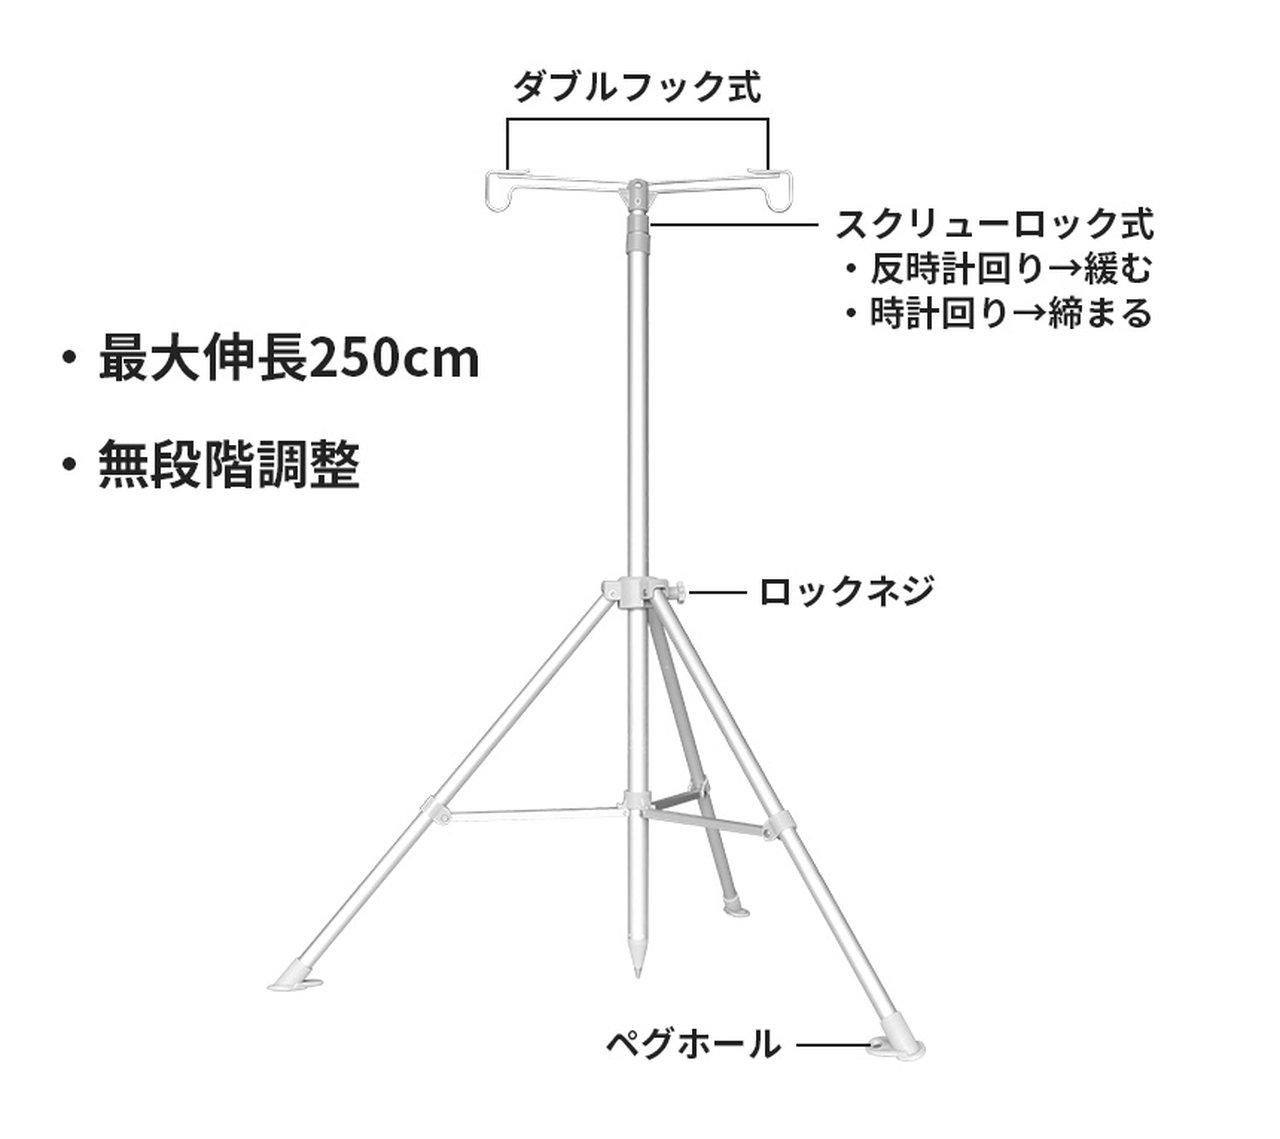 ダブルフック式
スクリューロック式
・反時計回り→緩む
・時計回り→締まる
・最大伸長250cm
・無段階調整
ロックネジ
ペグホール